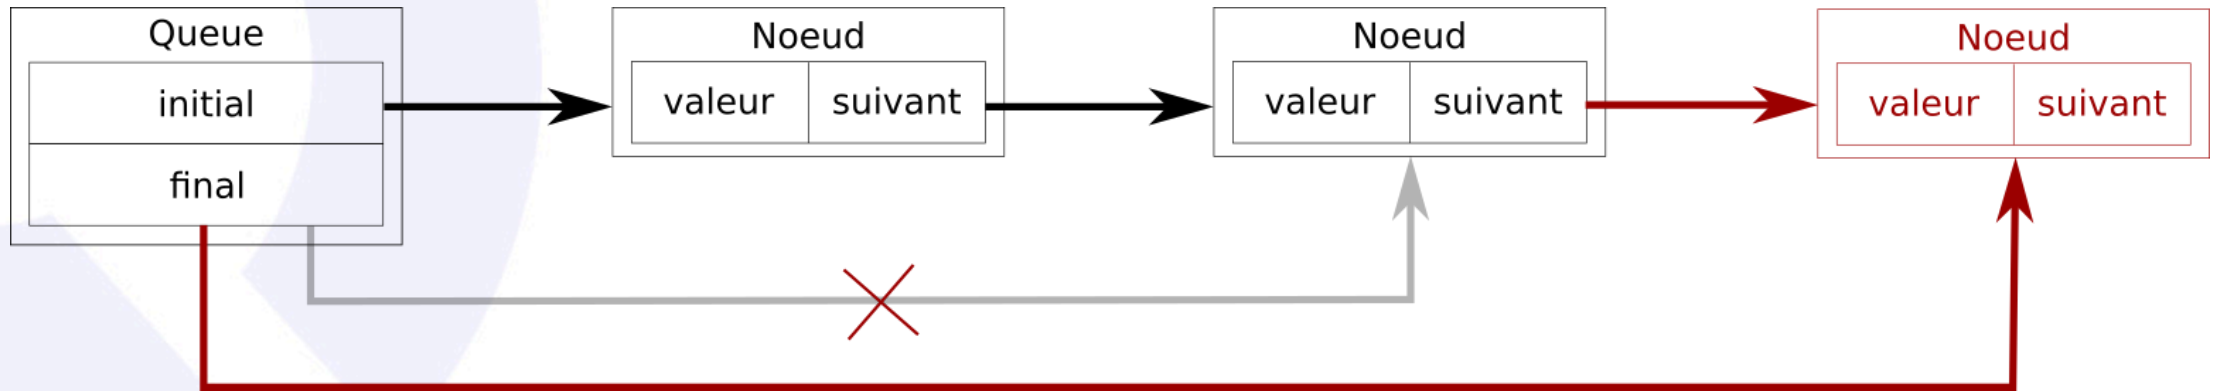 Queue
initial
final
Noeud
valeur suivant
Noeud
valeur suivant
Noeud
valeur suivant